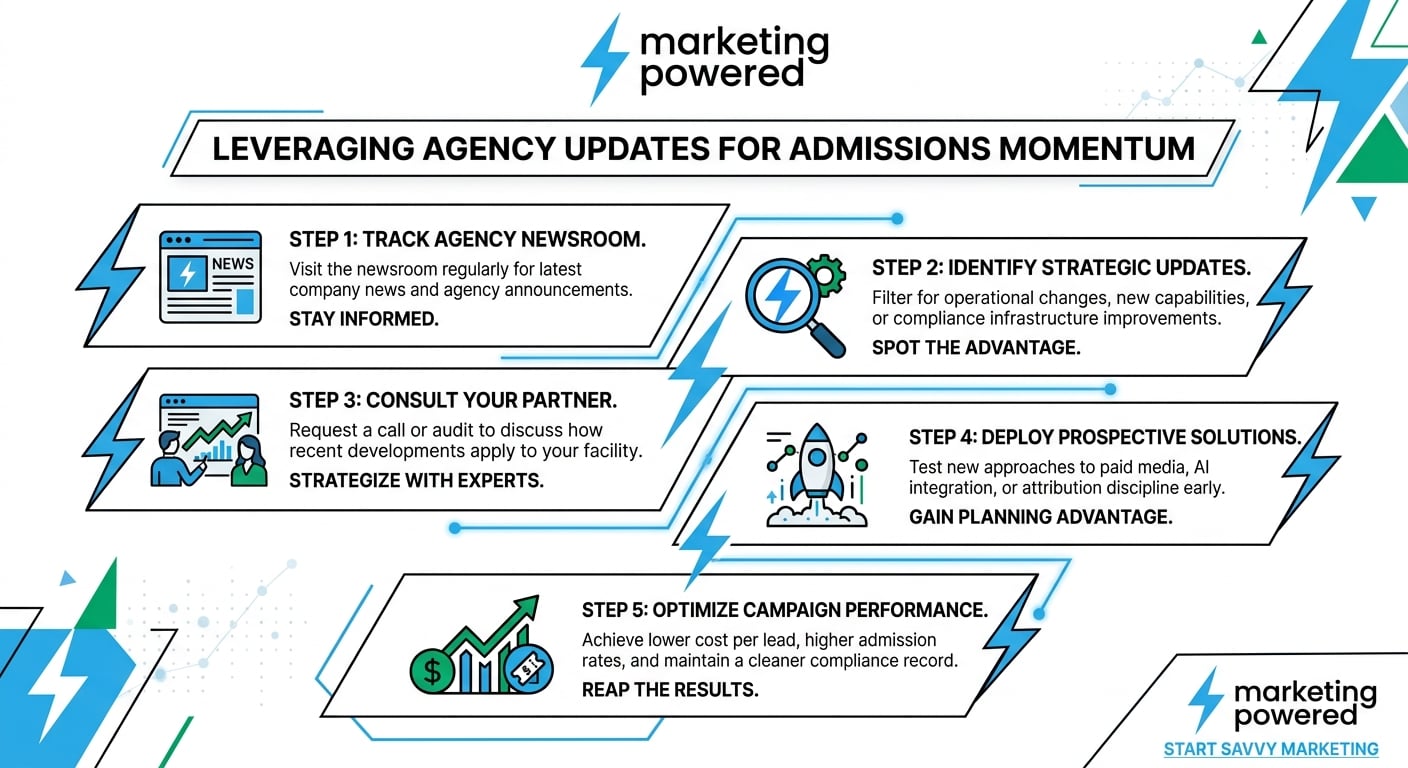 marketing
powered
LEVERAGING AGENCY UPDATES FOR ADMISSIONS MOMENTUM
NEWS
STEP 1: TRACK AGENCY NEWSROOM.
Visit the newsroom regularly for latest
company news and agency announcements.
STAY INFORMED.
STEP 2: IDENTIFY STRATEGIC UPDATES.
Filter for operational changes, new capabilities,
or compliance infrastructure improvements.
SPOT THE ADVANTAGE.
STEP 3: CONSULT YOUR PARTNER.
Request a call or audit to discuss how
recent developments apply to your facility.
STRATEGIZE WITH EXPERTS.
STEP 4: DEPLOY PROSPECTIVE SOLUTIONS.
Test new approaches to paid media, AI
integration, or attribution discipline early.
GAIN PLANNING ADVANTAGE.
$
STEP 5: OPTIMIZE CAMPAIGN PERFORMANCE.
Achieve lower cost per lead, higher admission
rates, and maintain a cleaner compliance record.
REAP THE RESULTS.
marketing
powered
START SAVVY MARKETING